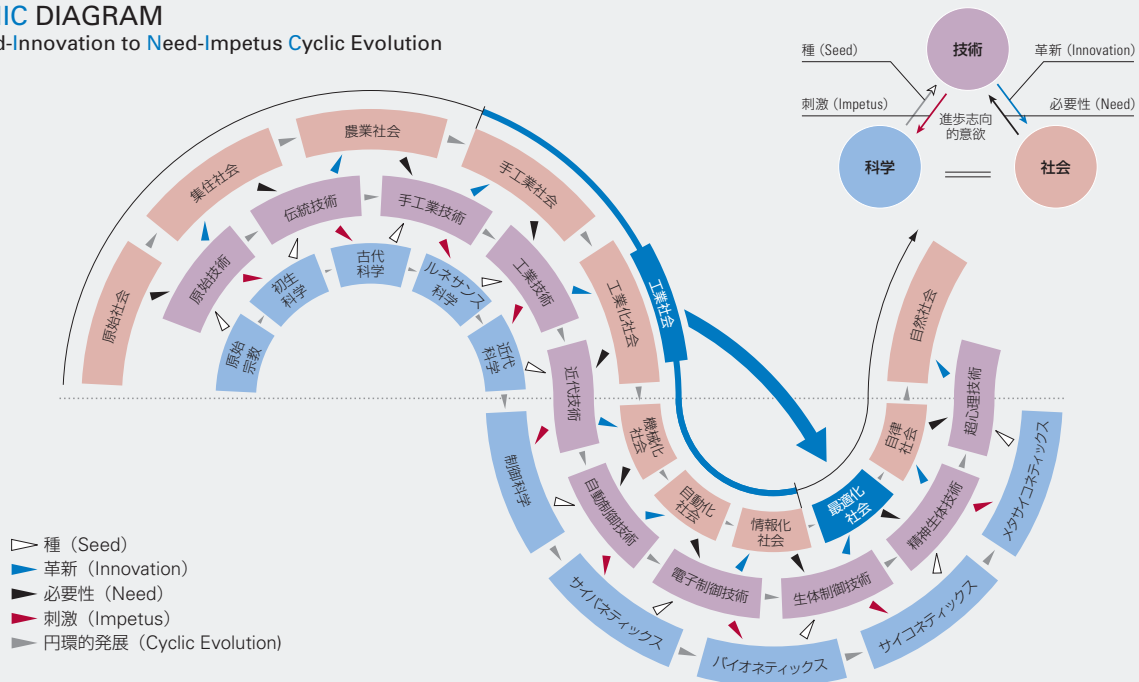 NIC DIAGRAM
d-Innovation to Need-Impetus Cyclic Evolution
技術
種（Seed）
革新（Innovation）
刺激（Impetus）
必要性（Need）
進歩志向
的意欲
科学
社会
原始社会
集住社会
農業社会
手工業社会
工業化社会
機械化
社会
自動化
社会
情報化
社会
最適化
社会
自律
社会
自然社会
工業社会
原始技術
伝統技術
手工業技術
工業技術
近代技術
自動制御技術
電子制御技術
生体制御技術
精神生体技術
超心理技術
原始
宗教
初生
科学
古代
科学
ルネサンス
科学
近代
科学
制御科学
サイバネティックス
バイオネティックス
サイコネティックス
メタサイコネティックス
種（Seed）
革新（Innovation）
必要性（Need）
刺激（Impetus）
円環的発展（Cyclic Evolution)